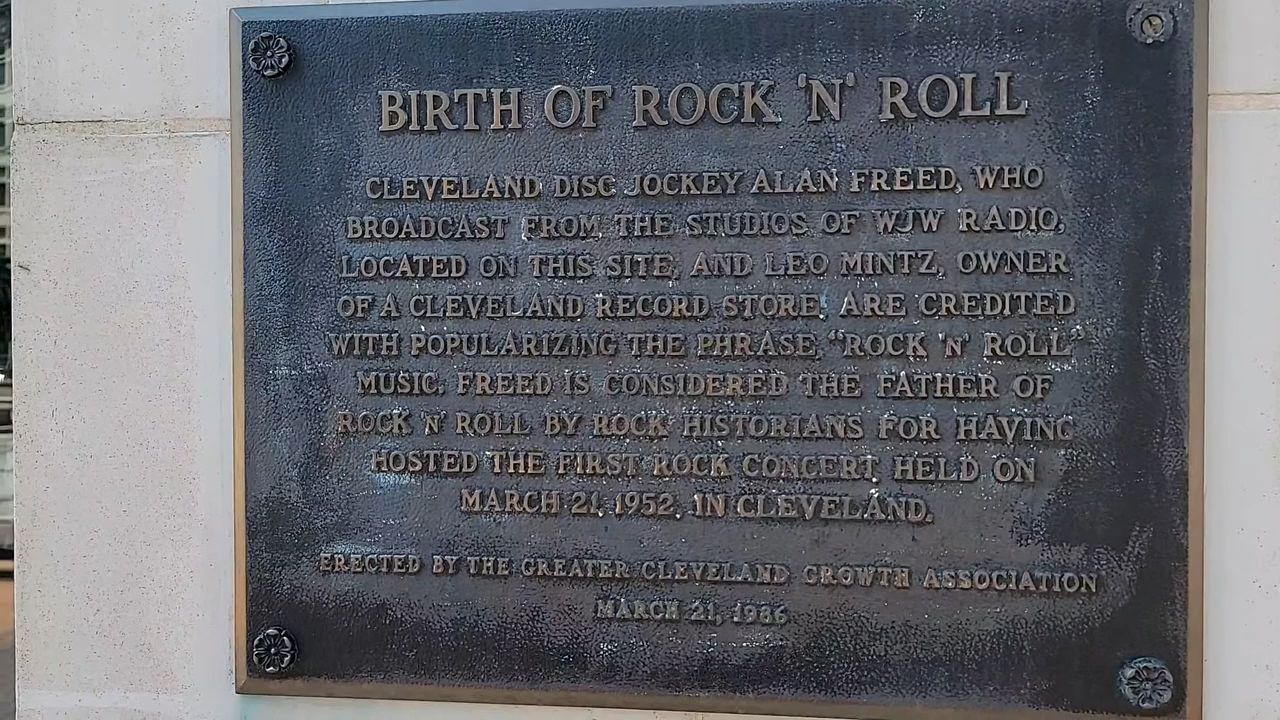 BIRTH OF ROCK 'N' ROLL
CLEVELAND DISC JOCKEY ALAN FREED, WHO
BROADCAST FROM THE STUDIOS OF WJW RADIO,
LOCATED ON THIS SITE, AND LEO MINTZ, OWNER
OF A CLEVELAND RECORD STORE, ARE CREDITED
WITH POPULARIZING THE PHRASE "ROCK 'N' ROLL"
MUSIC. FREED IS CONSIDERED THE FATHER OF
ROCK 'N' ROLL BY ROCK HISTORIANS FOR HAVING
HOSTED THE FIRST ROCK CONCERT, HELD ON
MARCH 21, 1952, IN CLEVELAND.
ERECTED BY THE GREATER CLEVELAND GROWTH ASSOCIATION
MARCH 21, 1986